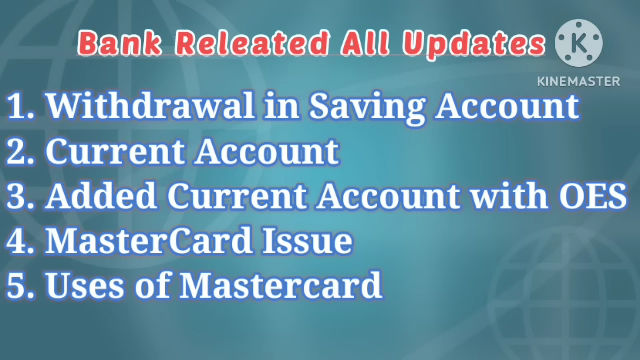 Bank Releated All Updates
KINEMASTER
1. Withdrawal in Saving Account
2. Current Account
3. Added Current Account with OES
4. MasterCard Issue
5. Uses of Mastercard